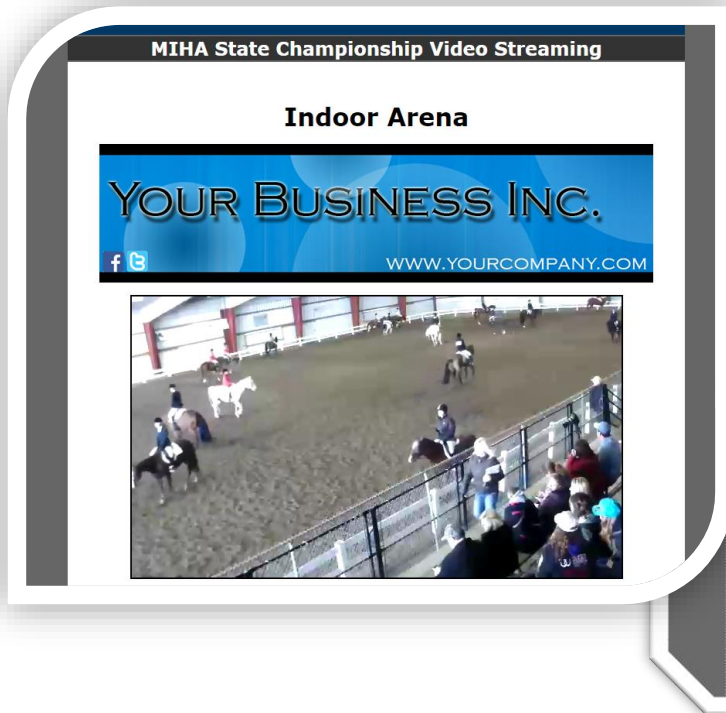 MIHA State Championship Video Streaming
Indoor Arena
YOUR BUSINESS INC.
WWW.YOURCOMPANY.COM